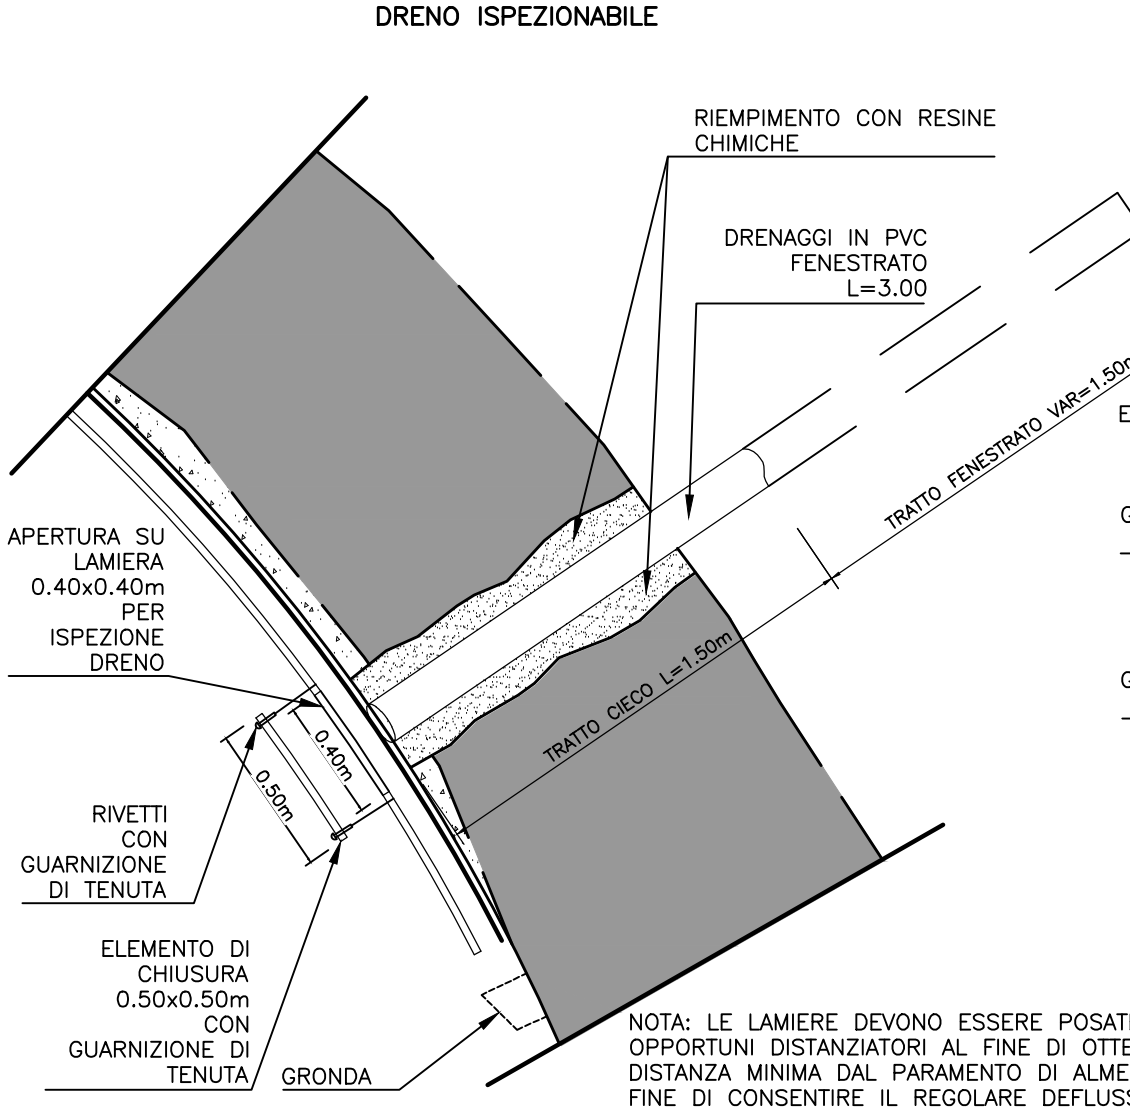 DRENO ISPEZIONABILE
RIEMPIMENTO CON RESINE
CHIMICHE
DRENAGGI IN PVC
FENESTRATO
L=3.00
TRATTO FENESTRATO VAR=1.50m
APERTURA SU
LAMIERA
0.40x0.40m
PER
ISPEZIONE
DRENO
TRATTO CIECO L=1.50m
0.40m
0.50m
RIVETTI
CON
GUARNIZIONE
DI TENUTA
ELEMENTO DI
CHIUSURA
0.50x0.50m
CON
GUARNIZIONE DI
TENUTA
GRONDA
NOTA: LE LAMIERE DEVONO ESSERE
OPPORTUNI DISTANZIATORI AL FINE DI
DISTANZA MINIMA DAL PARAMENTO DI
FINE DI CONSENTIRE IL REGOLARE